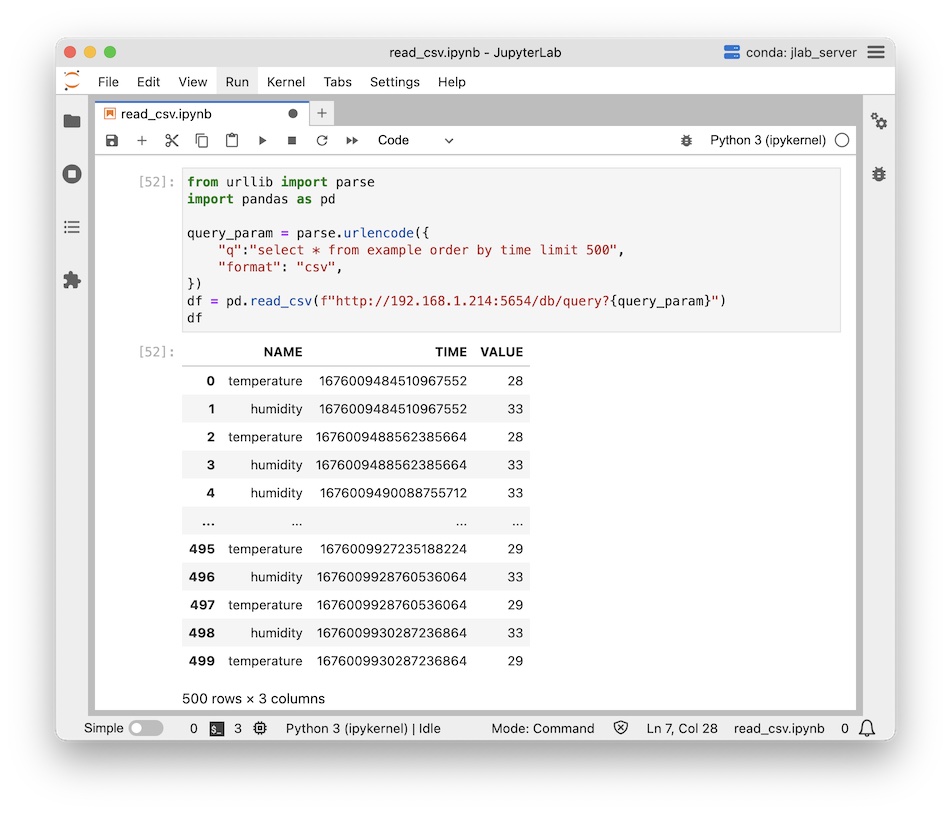 read_csv.ipynb - JupyterLab
conda: jlab_server
File Edit View Run Kernel Tabs Settings Help
read_csv.ipynb
Code
Python 3 (ipykernel)
[52]:
from urllib import parse
import pandas as pd
query_param = parse.urlencode({
    "q":"select * from example order by time limit 500",
    "format": "csv",
})
df = pd.read_csv(f"http://192.168.1.214:5654/db/query?{query_param}")
df
[52]:
NAME TIME VALUE
0 temperature 1676009484510967552 28
1 humidity 1676009484510967552 33
2 temperature 1676009488562385664 28
3 humidity 1676009488562385664 33
4 humidity 1676009490088755712 33
... ... ... ...
495 temperature 1676009927235188224 29
496 humidity 1676009928760536064 33
497 temperature 1676009928760536064 29
498 humidity 1676009930287236864 33
499 temperature 1676009930287236864 29
500 rows × 3 columns
Simple 0 $_ 3 Python 3 (ipykernel) | Idle Mode: Command Ln 7, Col 28 read_csv.ipynb 0